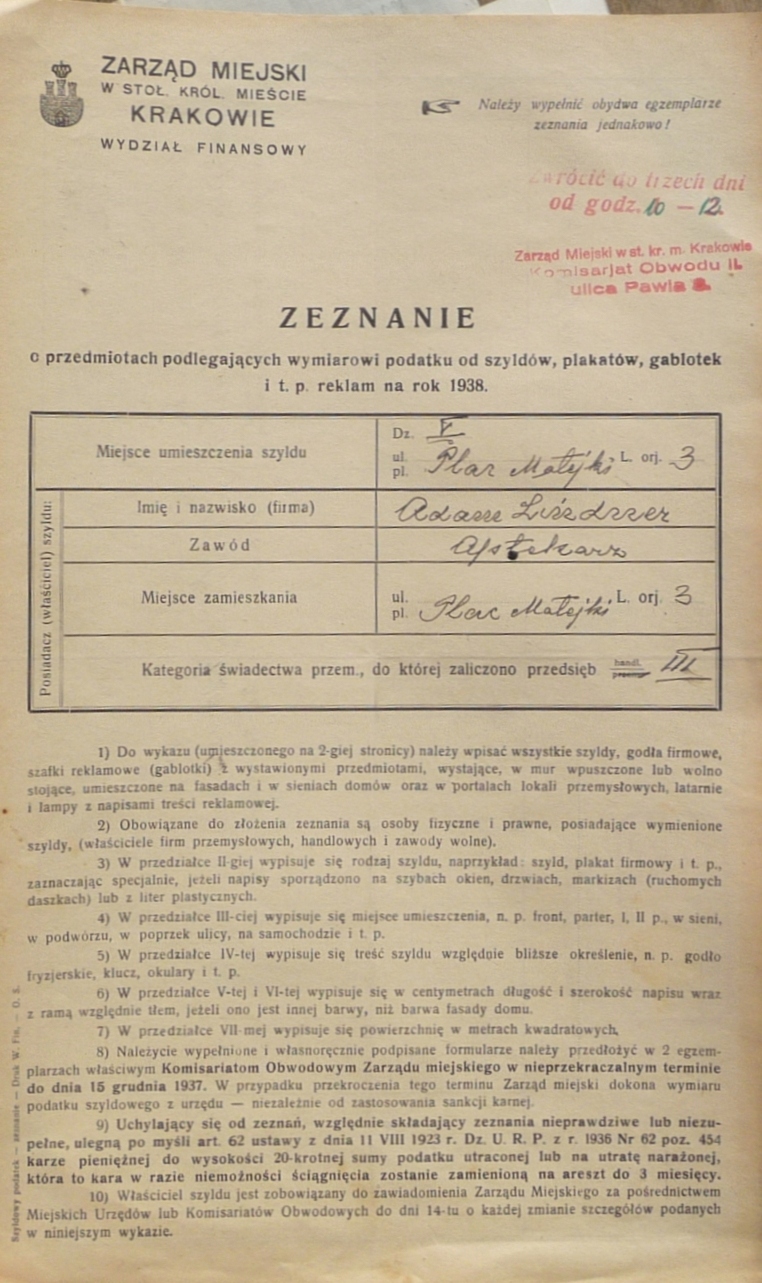 ZARZĄD MIEJSKI
W STOŁ. KRÓL. MIEŚCIE
KRAKOWIE
WYDZIAŁ FINANSOWY
Należy wypełnić obydwa egzemplarze
zeznania jednakowo!
Zwrócić do trzech dni
od godz. 10 — 12
Zarząd Miejski w st. kr. m. Krakowie
Komisarjat Obwodu II.
ulica Pawia 8.
ZEZNANIE
o przedmiotach podlegających wymiarowi podatku od szyldów, plakatów, gablotek
i t. p. reklam na rok 1938.
Miejsce umieszczenia szyldu
Dz. V
ul.
pl. Plac Matejki L. orj. 3
Posiadacz (właściciel) szyldu:
Imię i nazwisko (firma) Adam
Zawód Aptekarz
Miejsce zamieszkania
ul.
pl. Plac Matejki L. orj. 3
Kategoria świadectwa przem., do której zaliczono przedsięb. handl. przemysł. III
1) Do wykazu (umieszczonego na 2-giej stronicy) należy wpisać wszystkie szyldy, godła firmowe,
szafki reklamowe (gablotki) z wystawionymi przedmiotami, wystające, w mur wpuszczone lub wolno
stojące, umieszczone na fasadach i w sieniach domów oraz w portalach lokali przemysłowych, latarnie
i lampy z napisami treści reklamowej.
2) Obowiązane do złożenia zeznania są osoby fizyczne i prawne, posiadające wymienione
szyldy, (właściciele firm przemysłowych, handlowych i zawody wolne).
3) W przedziałce II-giej wypisuje się rodzaj szyldu, naprzykład: szyld, plakat firmowy i t. p.,
zaznaczając specjalnie, jeżeli napisy sporządzono na szybach okien, drzwiach, markizach (ruchomych
daszkach) lub z liter plastycznych.
4) W przedziałce III-ciej wypisuje się miejsce umieszczenia, n. p. front, parter, I, II p., w sieni,
w podwórzu, w poprzek ulicy, na samochodzie i t. p.
5) W przedziałce IV-tej wypisuje się treść szyldu względnie bliższe określenie, n. p. godło
fryzjerskie, klucz, okulary i t. p.
6) W przedziałce V-tej i VI-tej wypisuje się w centymetrach długość i szerokość napisu wraz
z ramą względnie tłem, jeżeli ono jest innej barwy, niż barwa fasady domu.
7) W przedziałce VII-mej wypisuje się powierzchnię w metrach kwadratowych.
8) Należycie wypełnione i własnoręcznie podpisane formularze należy przedłożyć w 2 egzem-
plarzach właściwym Komisariatom Obwodowym Zarządu miejskiego w nieprzekraczalnym terminie
do dnia 15 grudnia 1937. W przypadku przekroczenia tego terminu Zarząd miejski dokona wymiaru
podatku szyldowego z urzędu — niezależnie od zastosowania sankcji karnej.
9) Uchylający się od zeznań, względnie składający zeznania nieprawdziwe lub niezu-
pełne, ulegną po myśli art. 62 ustawy z dnia 11 VIII 1923 r. Dz. U. R. P. z r. 1936 Nr 62 poz. 454
karze pieniężnej do wysokości 20-krotnej sumy podatku utraconej lub na utratę narażonej,
która to kara w razie niemożności ściągnięcia zostanie zamienioną na areszt do 3 miesięcy.
10) Właściciel szyldu jest zobowiązany do zawiadomienia Zarządu Miejskiego za pośrednictwem
Miejskich Urzędów lub Komisariatów Obwodowych do dni 14-tu o każdej zmianie szczegółów podanych
w niniejszym wykazie.
Szyldowy podatek — zeznanie — Druk W. Fin. — O. S.